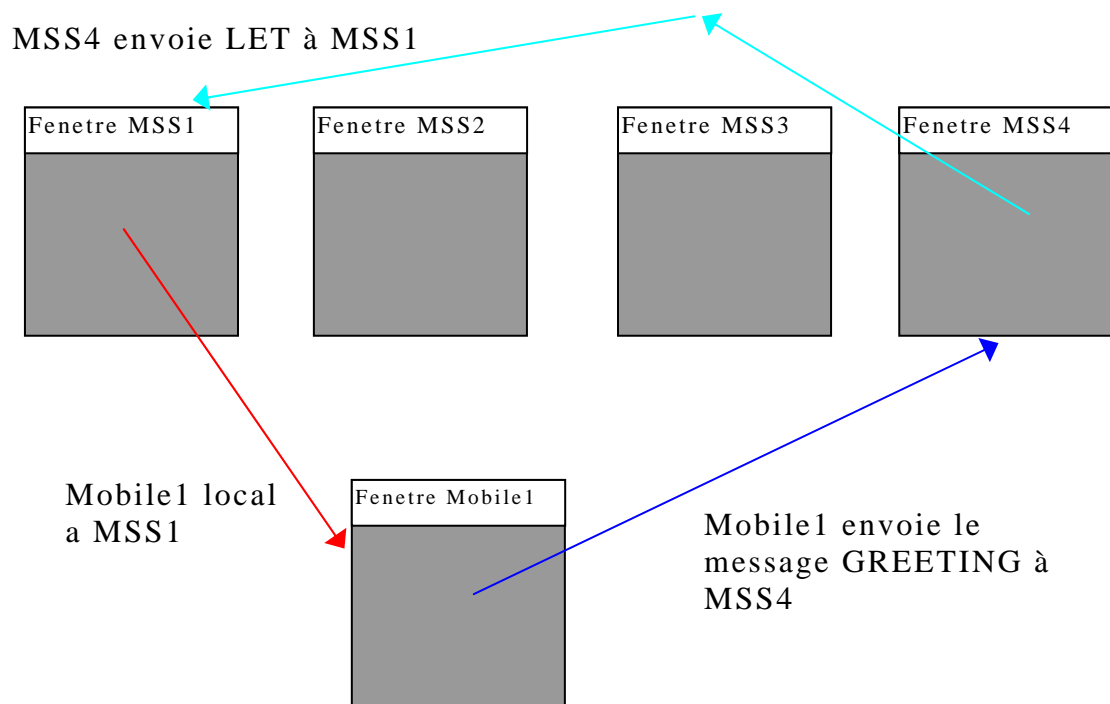 MSS4 envoie LET à MSS1
Fenetre MSS1
Fenetre MSS2
Fenetre MSS3
Fenetre MSS4
Mobile1 local
a MSS1
Fenetre Mobile1
Mobile1 envoie le
message GREETING à
MSS4